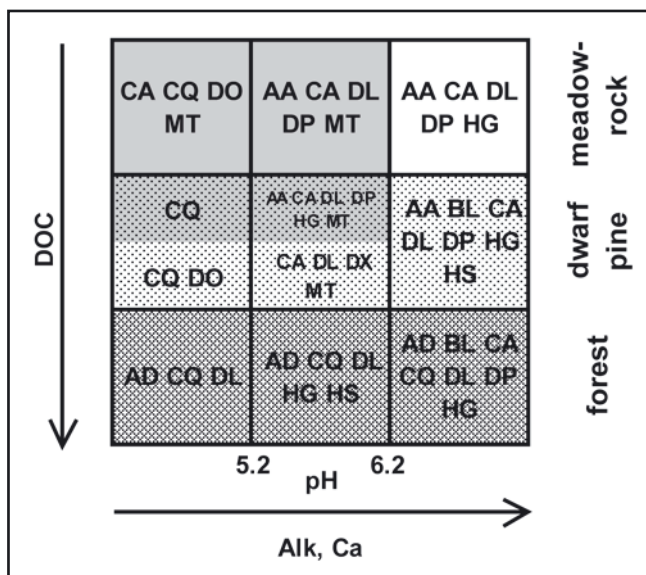 CA CQ DO
MT
AA CA DL
DP MT
AA CA DL
DP HG
meadow-
rock
CQ
CQ DO
AA CA DL DP
HG MT
CA DL DX
MT
AA BL CA
DL DP HG
HS
dwarf
pine
AD CQ DL
AD CQ DL
HG HS
AD BL CA
CQ DL DP
HG
forest
DOC
5.2
6.2
pH
Alk, Ca